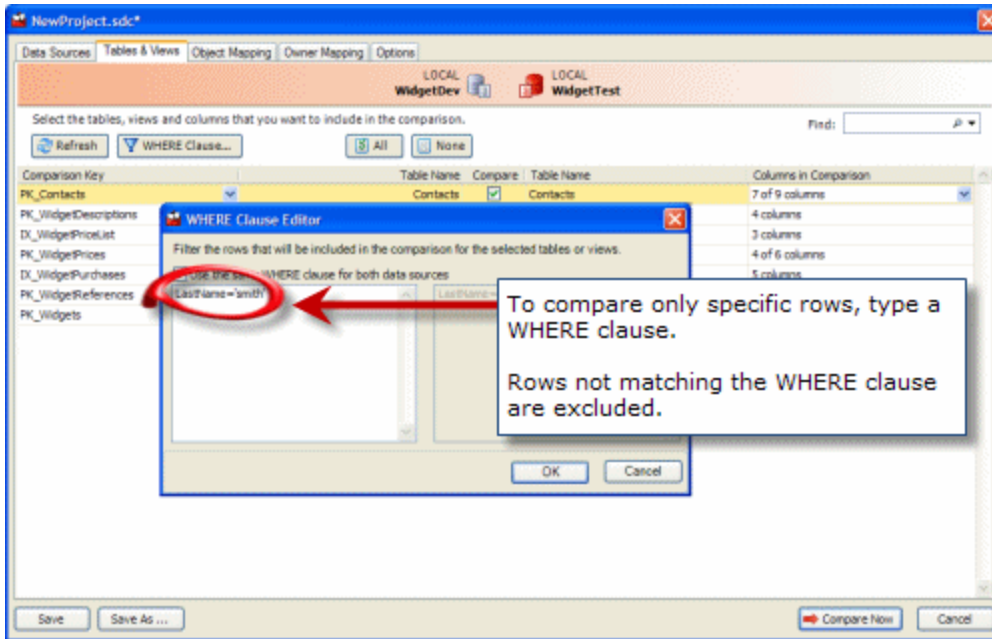 NewProject.sdc*
Data Sources Tables & Views Object Mapping Owner Mapping Options
LOCAL LOCAL
WidgetDev WidgetTest
Select the tables, views and columns that you want to include in the comparison.
Find:
Refresh WHERE Clause... All None
Comparison Key Table Name Compare Table Name Columns in Comparison
PK_Contacts Contacts Contacts 7 of 9 columns
PK_WidgetDescriptions 4 columns
IX_WidgetPriceList 3 columns
PK_WidgetPrices 4 of 6 columns
IX_WidgetPurchases 5 columns
PK_WidgetReferences
PK_Widgets
WHERE Clause Editor
Filter the rows that will be included in the comparison for the selected tables or views.
Use the same WHERE clause for both data sources
LastName='smith' LastName=
To compare only specific rows, type a
WHERE clause.
Rows not matching the WHERE clause
are excluded.
OK Cancel
Save Save As ... Compare Now Cancel